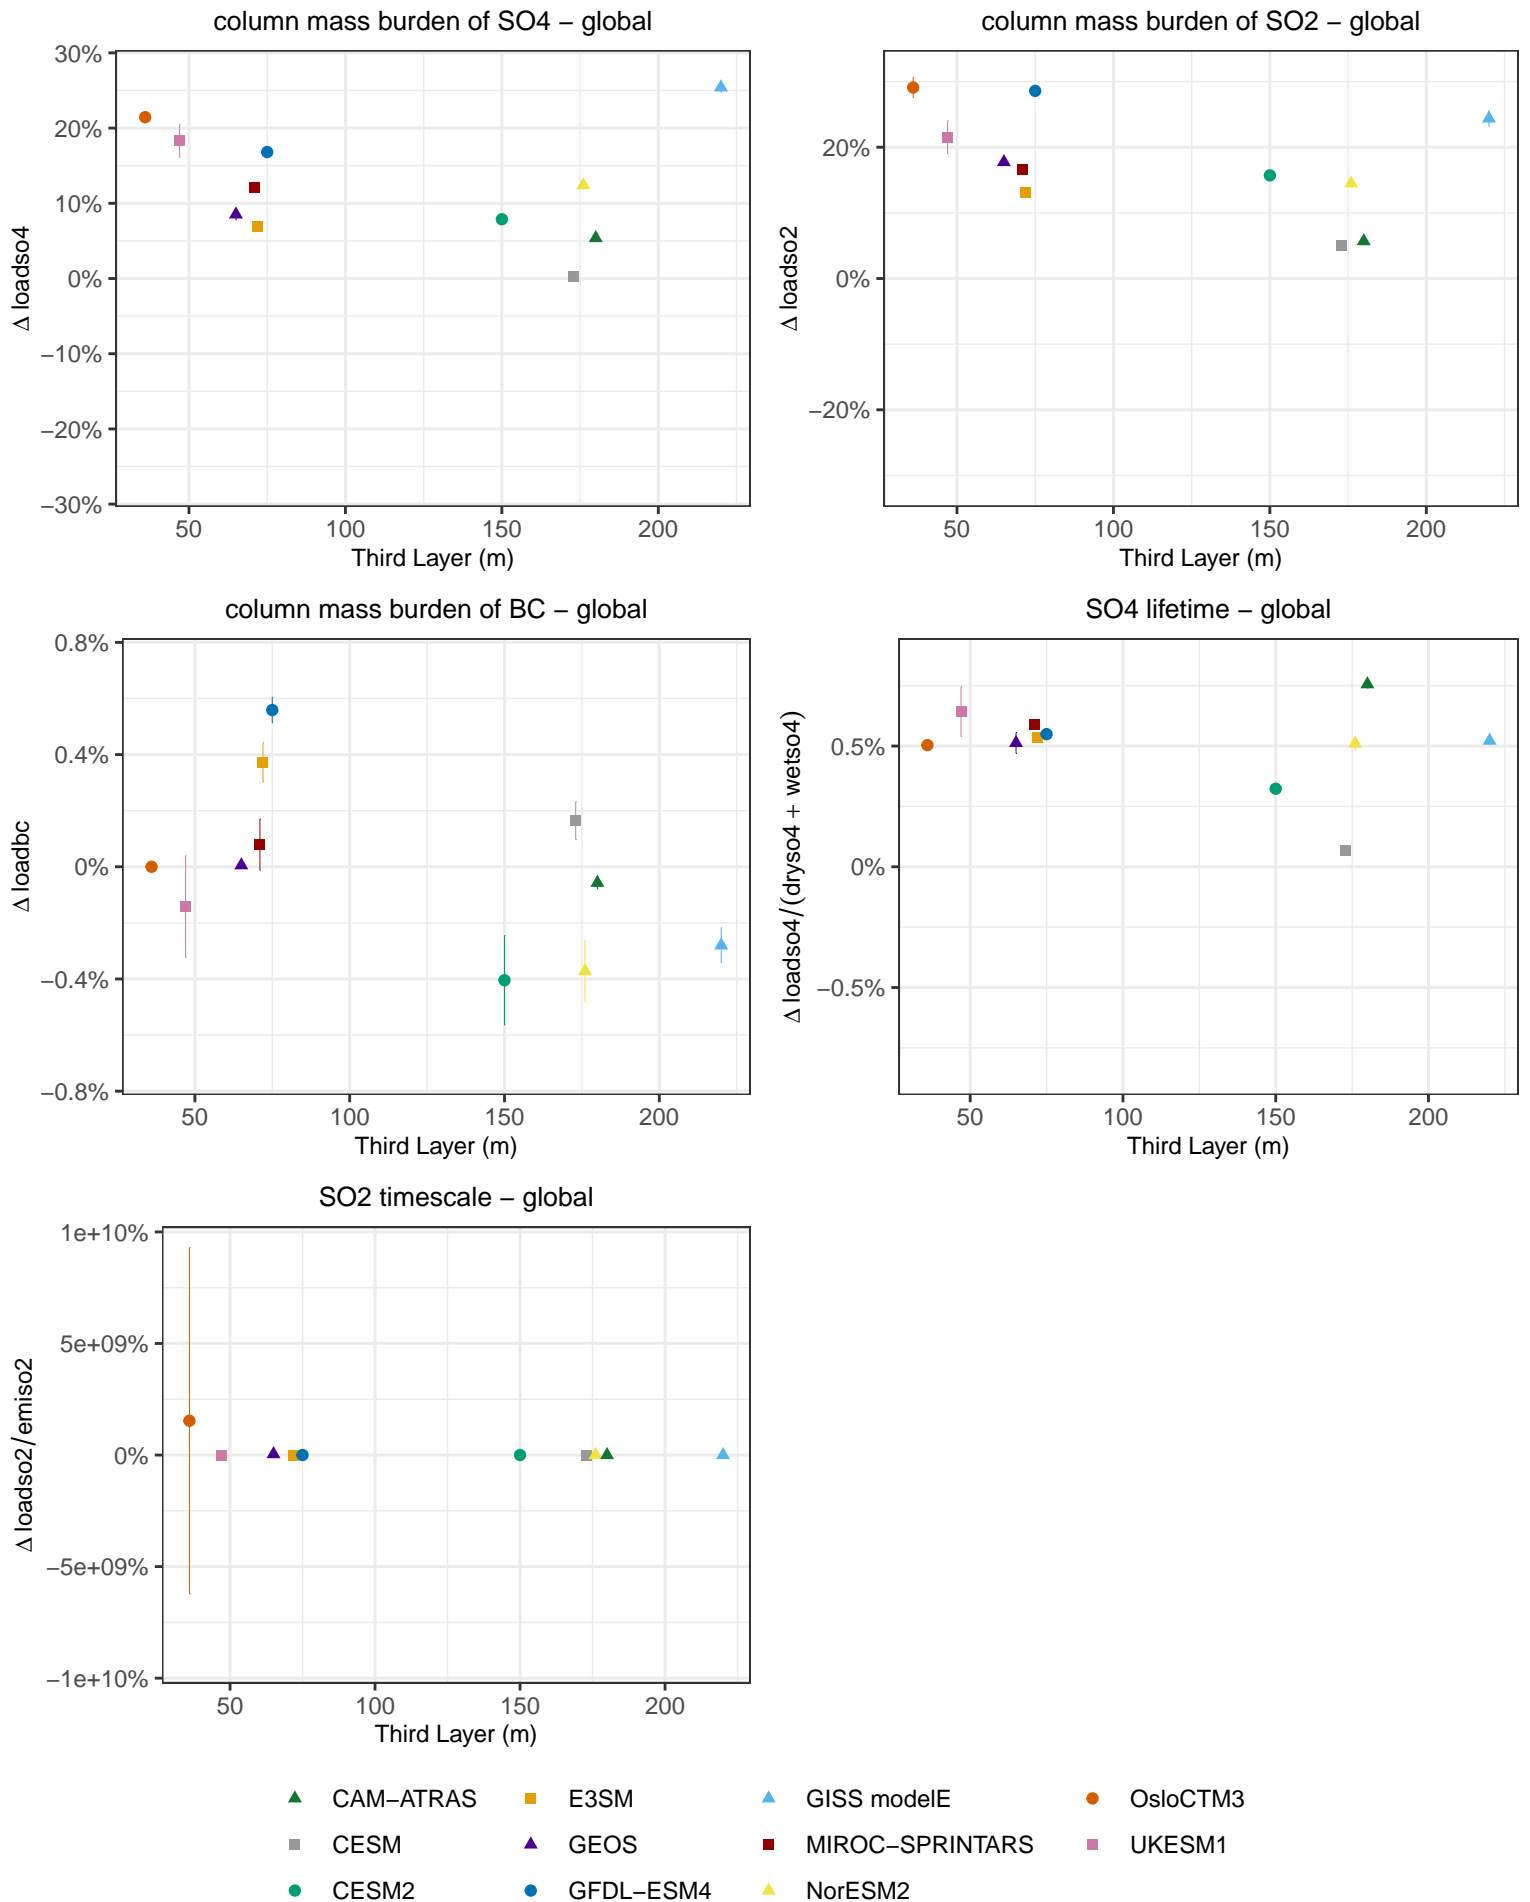 column mass burden of SO4 – global
30%
20%
10%
0%
−10%
−20%
−30%
Δ loadso4
50 100 150 200
Third Layer (m)
column mass burden of SO2 – global
20%
0%
−20%
Δ loadso2
50 100 150 200
Third Layer (m)
column mass burden of BC – global
0.8%
0.4%
0%
−0.4%
−0.8%
Δ loadbc
50 100 150 200
Third Layer (m)
SO4 lifetime – global
0.5%
0%
−0.5%
Δ loadso4/(dryso4 + wetso4)
50 100 150 200
Third Layer (m)
SO2 timescale – global
1e+10%
5e+09%
0%
−5e+09%
−1e+10%
Δ loadso2/emiso2
50 100 150 200
Third Layer (m)
CAM−ATRAS E3SM GISS modelE OsloCTM3
CESM GEOS MIROC−SPRINTARS UKESM1
CESM2 GFDL−ESM4 NorESM2